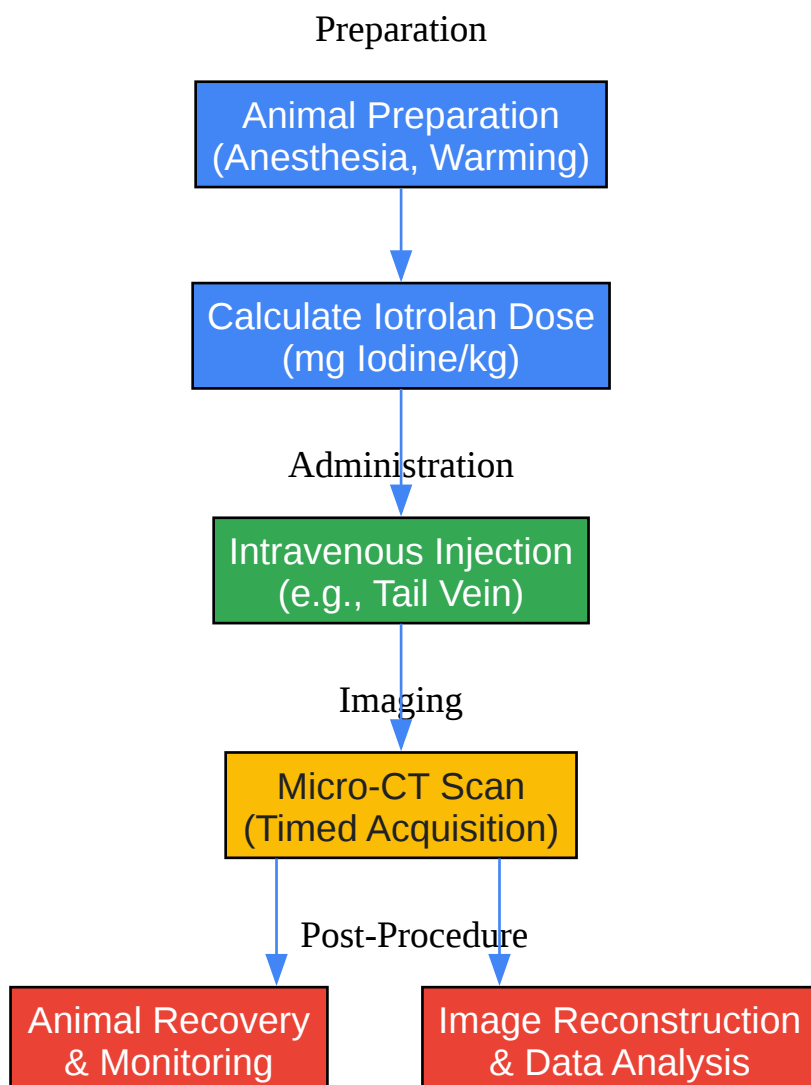 Preparation
Animal Preparation
(Anesthesia, Warming)
Calculate Iotrolan Dose
(mg Iodine/kg)
Administration
Intravenous Injection
(e.g., Tail Vein)
Imaging
Micro-CT Scan
(Timed Acquisition)
Post-Procedure
Animal Recovery
& Monitoring
Image Reconstruction
& Data Analysis